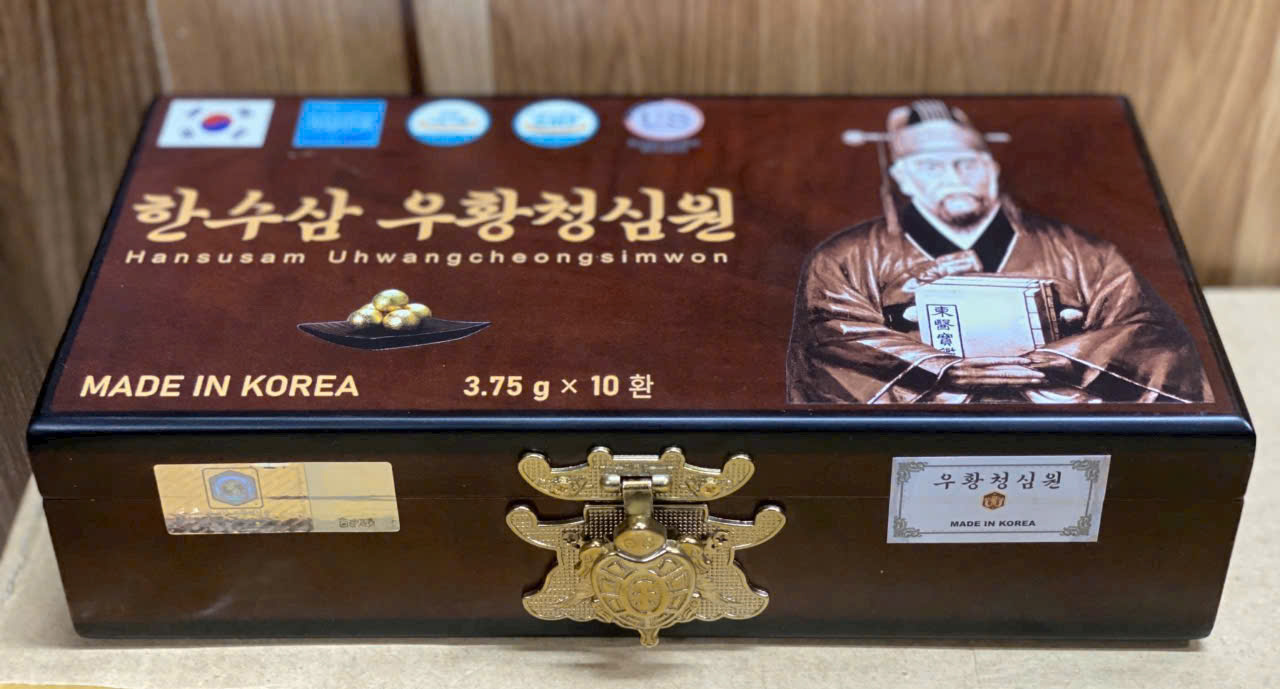 한수삼 우황청심원
Hansusam Uhwangcheongsimwon
東醫寶鑑
MADE IN KOREA
3.75 g × 10 환
우황청심원
MADE IN KOREA